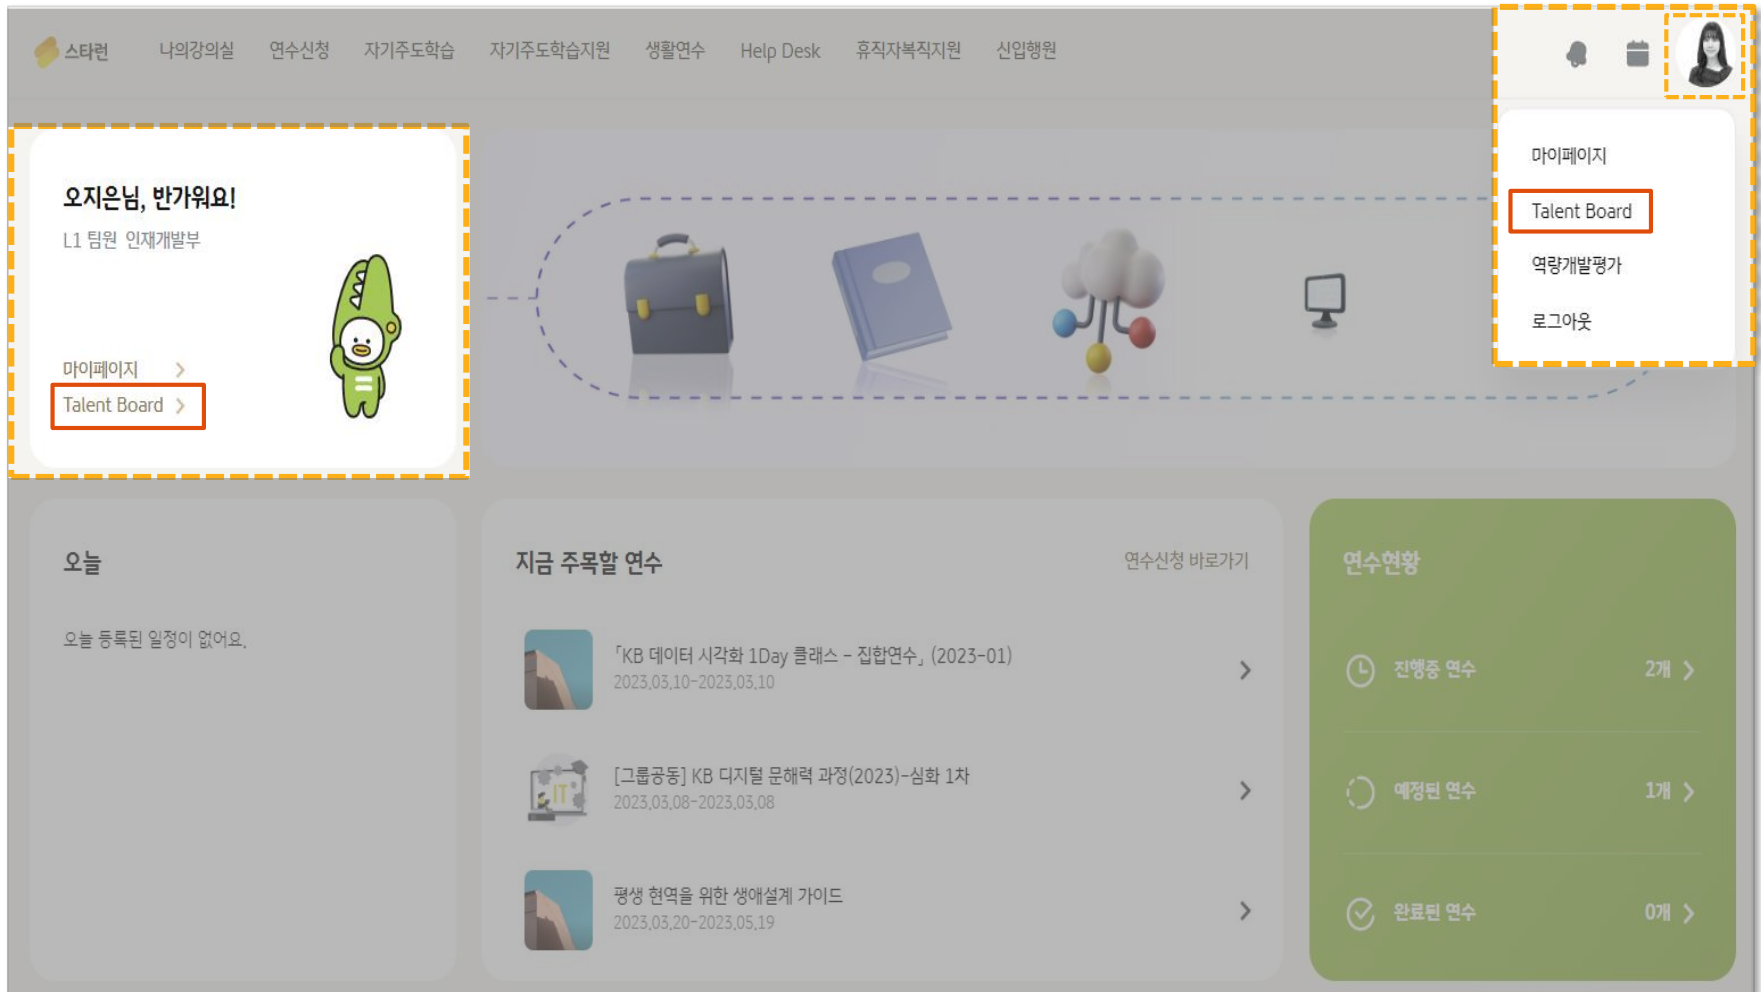 스타런 나의강의실 연수신청 자기주도학습 자기주도학습지원 생활연수 Help Desk 휴직자복직지원 신입행원
오지은님, 반가워요!
L1 팀원 인재개발부
마이페이지
Talent Board
마이페이지
Talent Board
역량개발평가
로그아웃
오늘
오늘 등록된 일정이 없어요.
지금 주목할 연수 연수신청 바로가기
「KB 데이터 시각화 1Day 클래스 - 집합연수」 (2023-01)
2023.03.10-2023.03.10
[그룹공동] KB 디지털 문해력 과정(2023)-심화 1차
2023.03.08-2023.03.08
평생 현역을 위한 생애설계 가이드
2023.03.20-2023.05.19
연수현황
진행중 연수 2개
예정된 연수 1개
완료된 연수 0개
IT